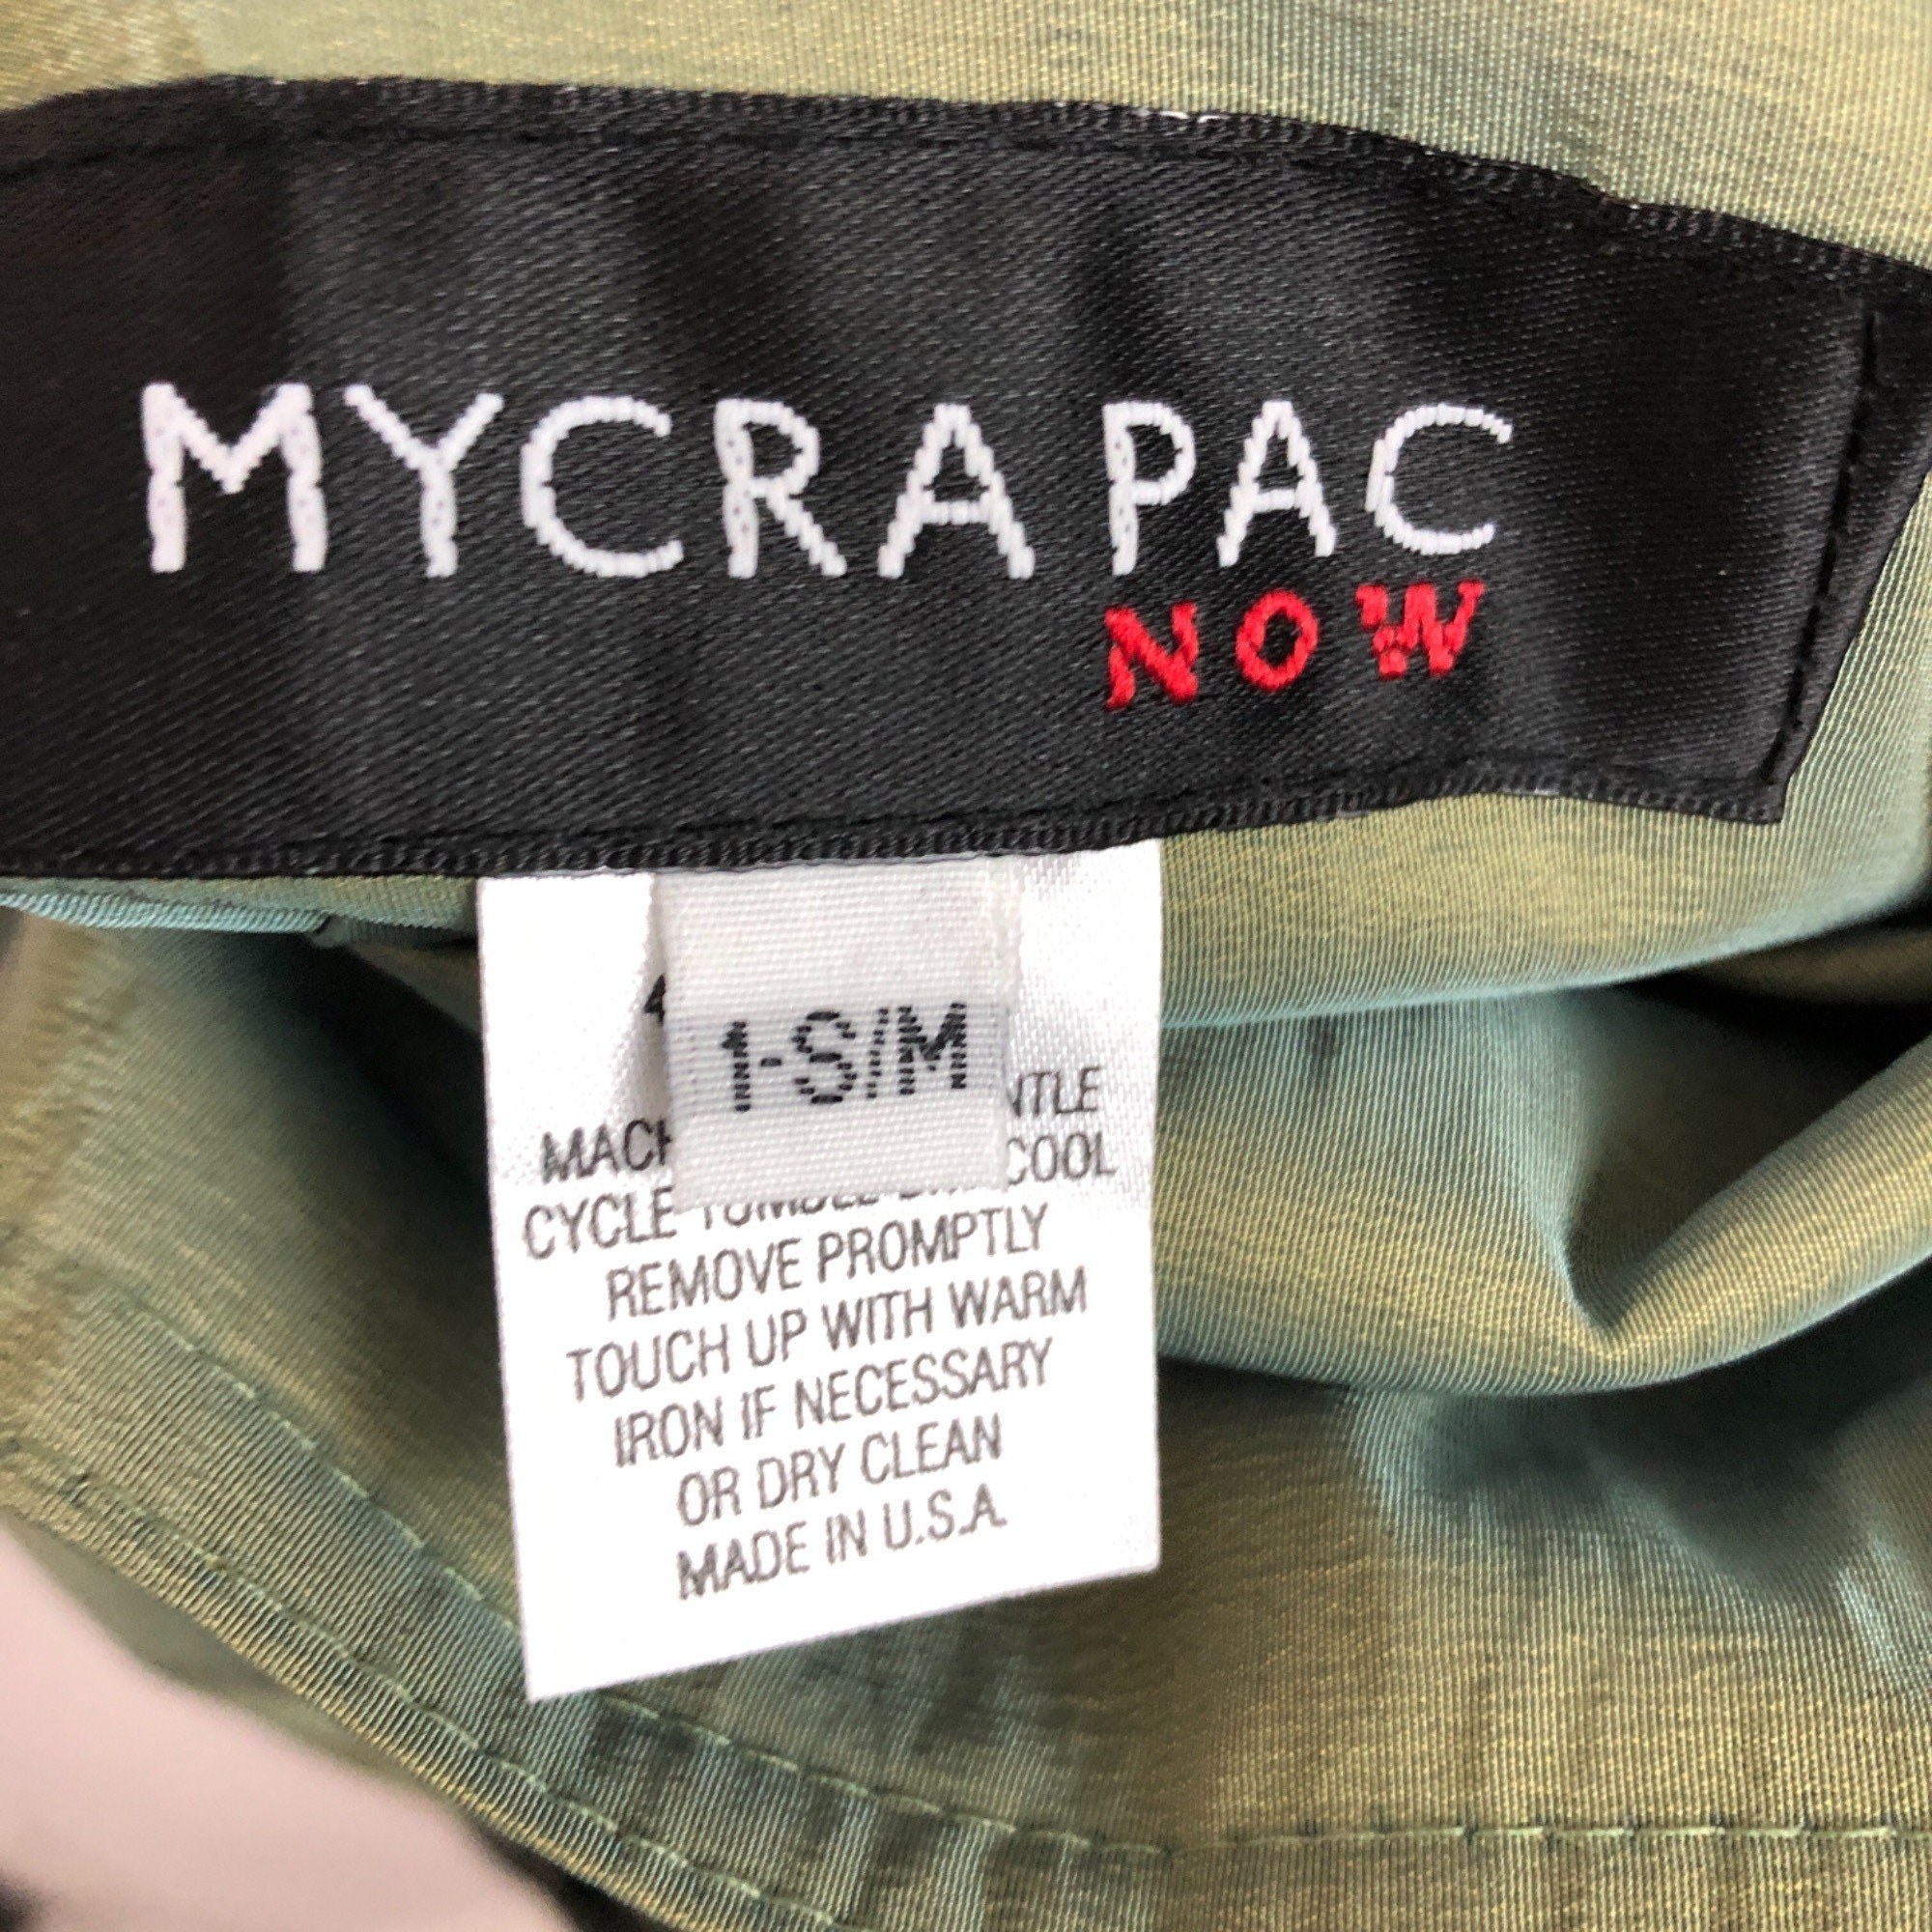 MYCRA PAC
NOW
1-S/M
CYCLE
COOL
REMOVE PROMPTLY
TOUCH UP WITH WARM
IRON IF NECESSARY
OR DRY CLEAN
MADE IN U.S.A.